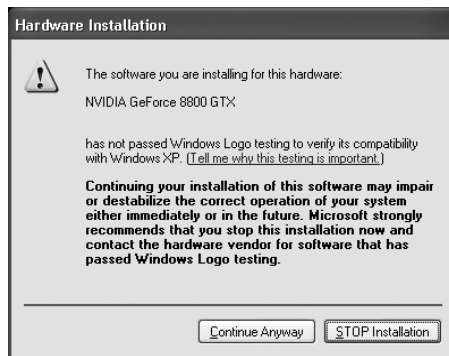 Hardware Installation
The software you are installing for this hardware:
NVIDIA GeForce 8800 GTX
has not passed Windows Logo testing to verify its compatibility
with Windows XP. (Tell me why this testing is important.)
Continuing your installation of this software may impair
or destabilize the correct operation of your system
either immediately or in the future. Microsoft strongly
recommends that you stop this installation now and
contact the hardware vendor for software that has
passed Windows Logo testing.
Continue Anyway
STOP Installation